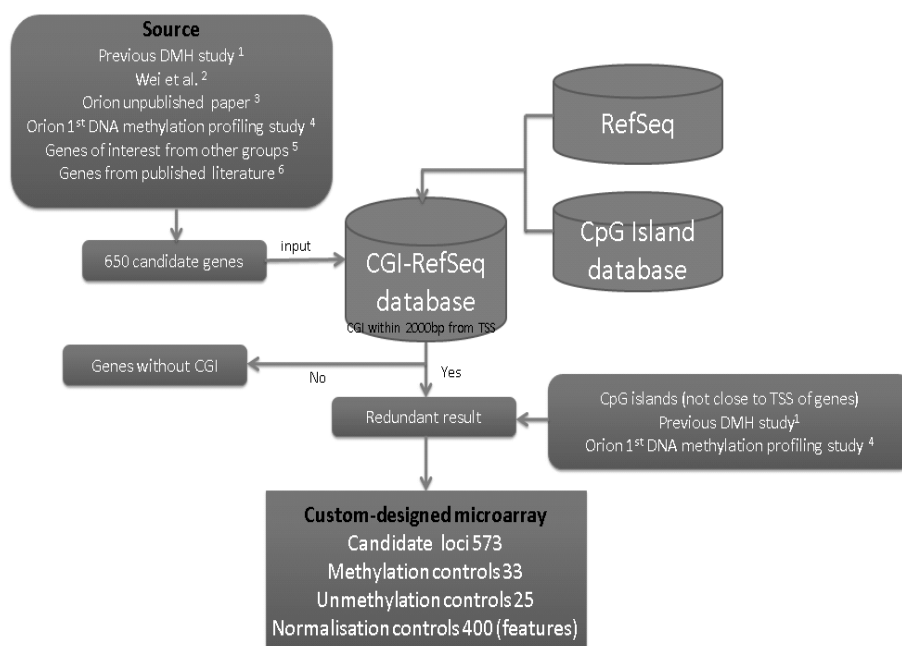 Source
Previous DMH study 1
Wei et al. 2
Orion unpublished paper 3
Orion 1st DNA methylation profiling study 4
Genes of interest from other groups 5
Genes from published literature 6
RefSeq
CpG Island
database
650 candidate genes
input
CGI-RefSeq
database
CGI within 2000bp from TSS
Genes without CGI
No
Yes
Redundant result
CpG islands (not close to TSS of genes)
Previous DMH study1
Orion 1st DNA methylation profiling study 4
Custom-designed microarray
Candidate loci 573
Methylation controls 33
Unmethylation controls 25
Normalisation controls 400 (features)